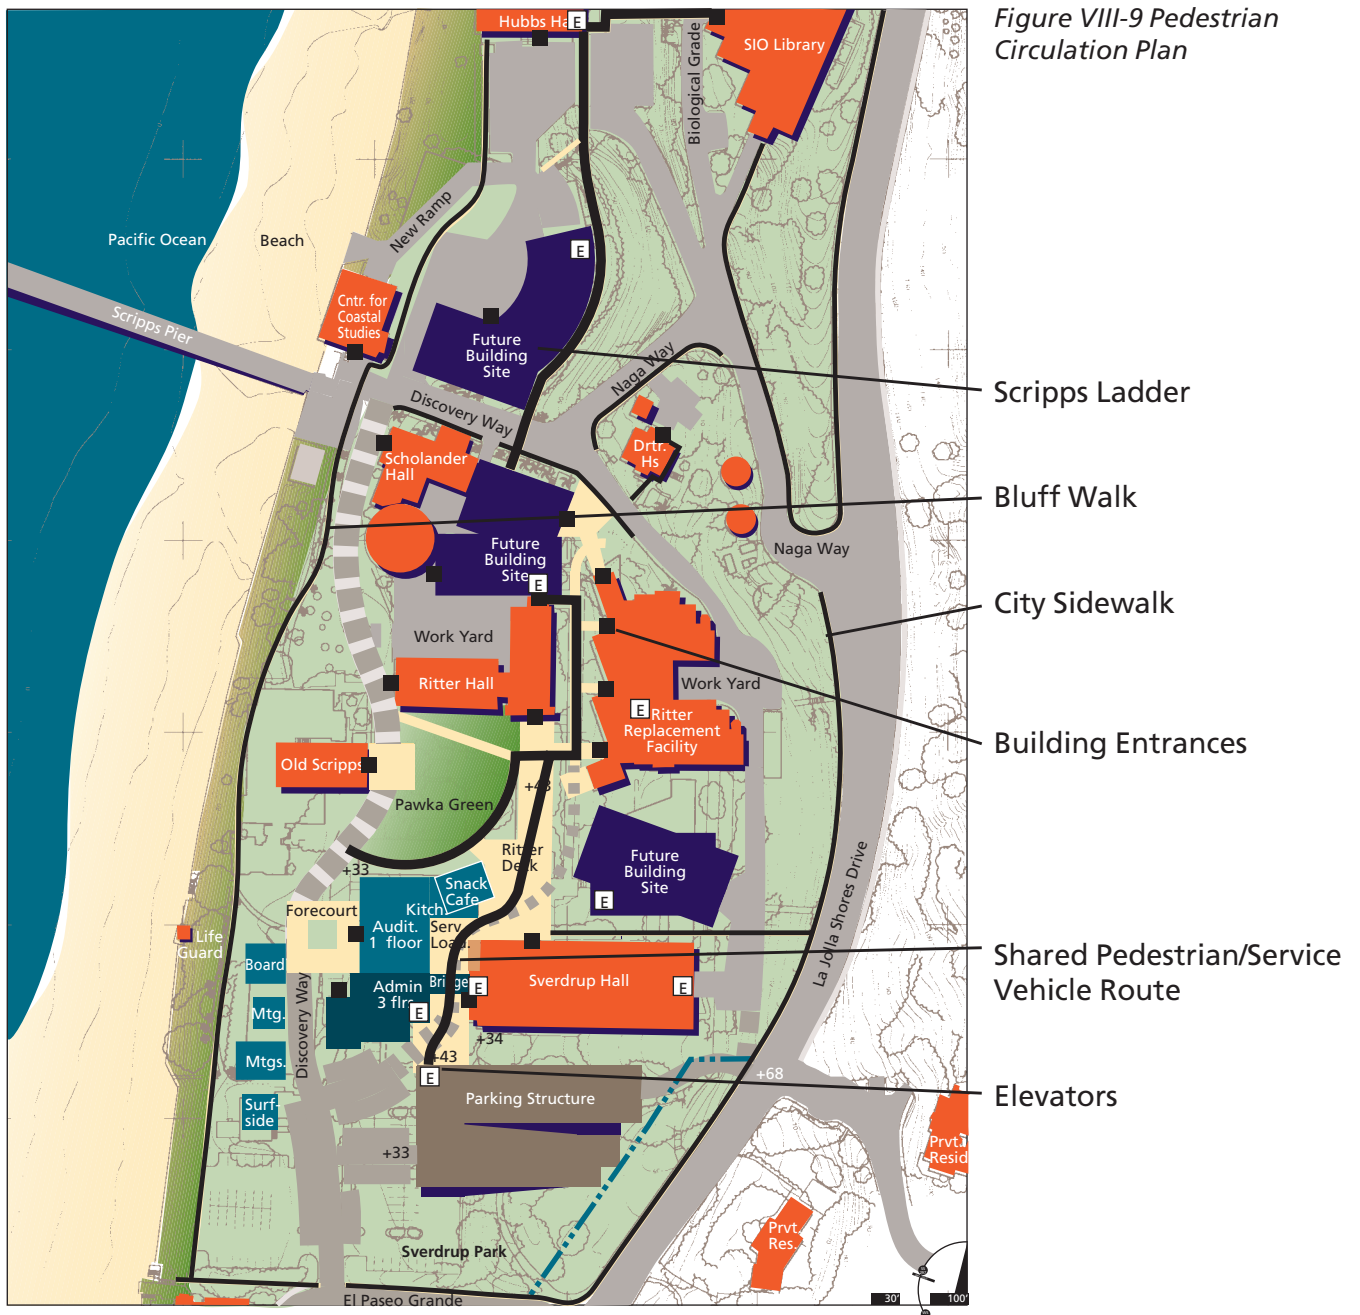 Figure VIII-9 Pedestrian
Circulation Plan
Hubbs Ha
E
SIO Library
Biological Grade
Pacific Ocean
Beach
New Ramp
E
Cntr. for
Coastal
Studies
Scripps Pier
Future
Building
Site
Naga Way
Scripps Ladder
Discovery Way
Drtr.
Hs
Scholander
Hall
Bluff Walk
Future
Building
Site
E
Naga Way
City Sidewalk
Work Yard
Ritter Hall
Work Yard
E
Ritter
Replacement
Facility
Building Entrances
Old Scripps
+43
Pawka Green
Ritter
Deck
+33
Future
Building
Site
E
La Jolla Shores Drive
Snack
Cafe
Kitch.
Forecourt
Audit.
1 floor
Serv.
Load.
Life
Guard
Board
Shared Pedestrian/Service
Vehicle Route
Bridge
E
Sverdrup Hall
E
Admin
3 flrs.
E
Mtg.
Discovery Way
+34
+43
Mtgs.
E
+68
Elevators
Parking Structure
Surf-
side
+33
Prvt.
Resid
Prvt.
Res.
Sverdrup Park
El Paseo Grande
30'
100'